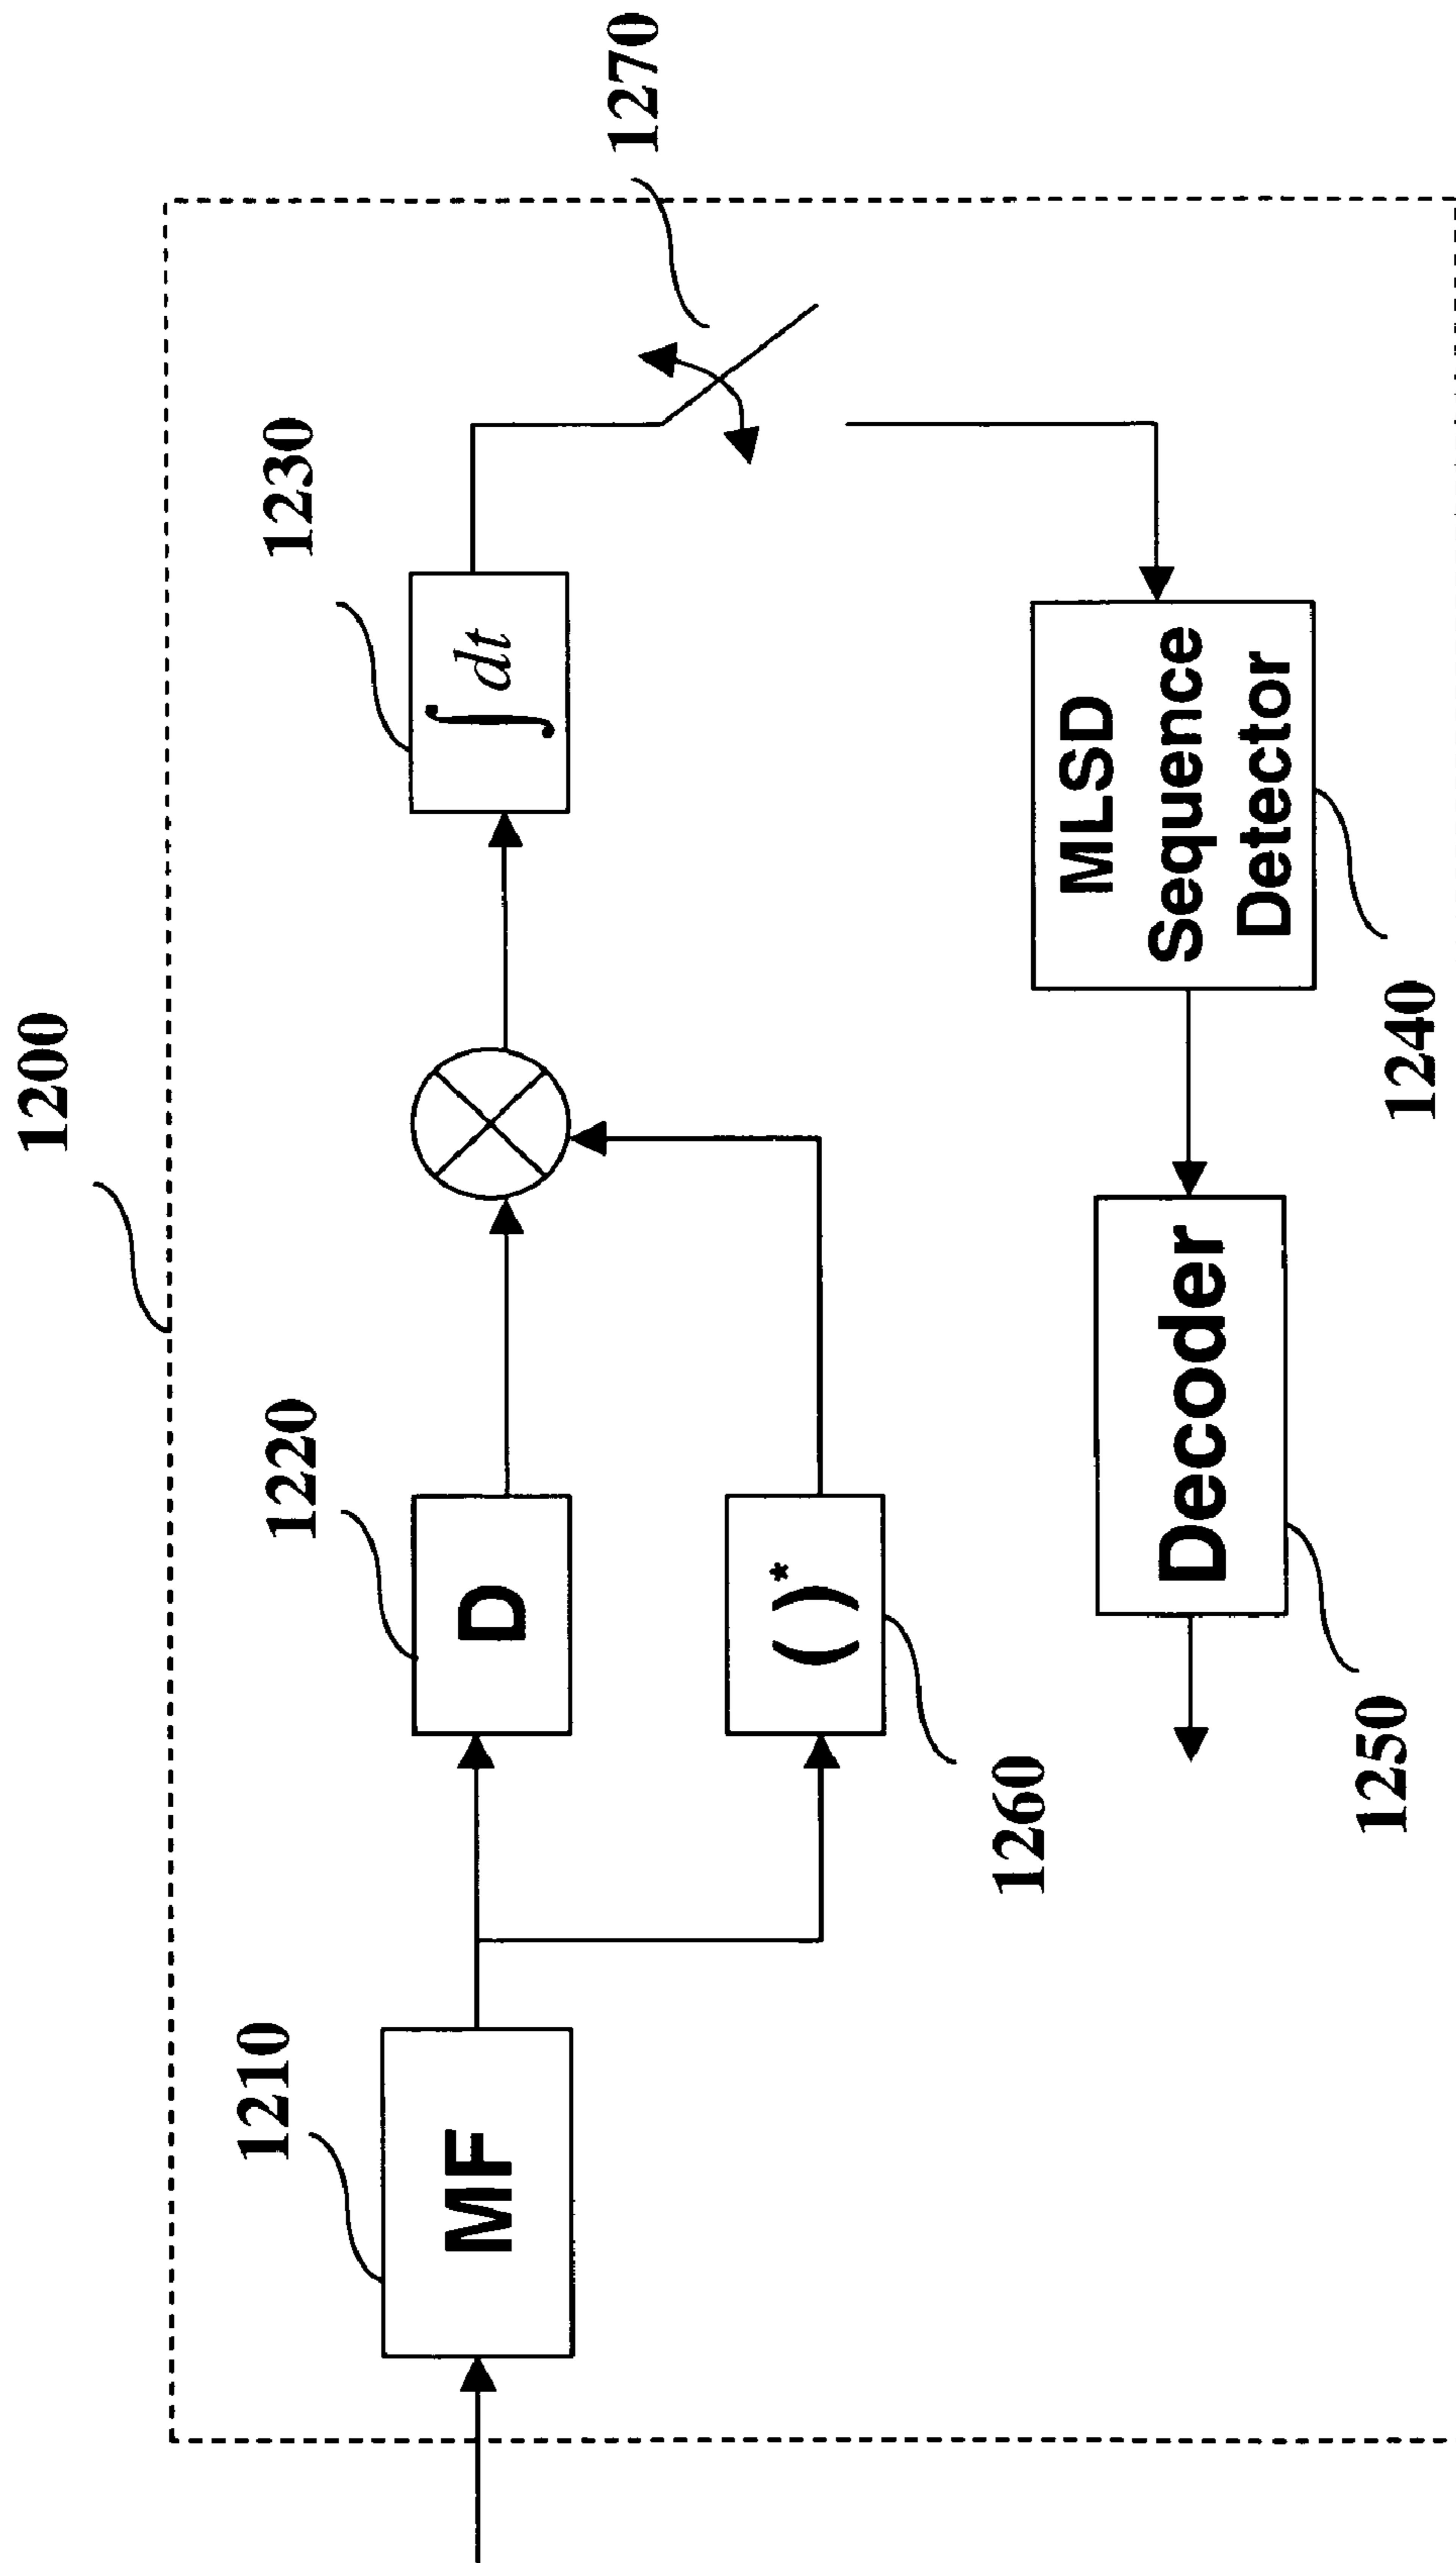 1200
1210
MF
1220
D
1260
( )*
1230
∫ dt
1270
MLSD
Sequence
Detector
1240
Decoder
1250